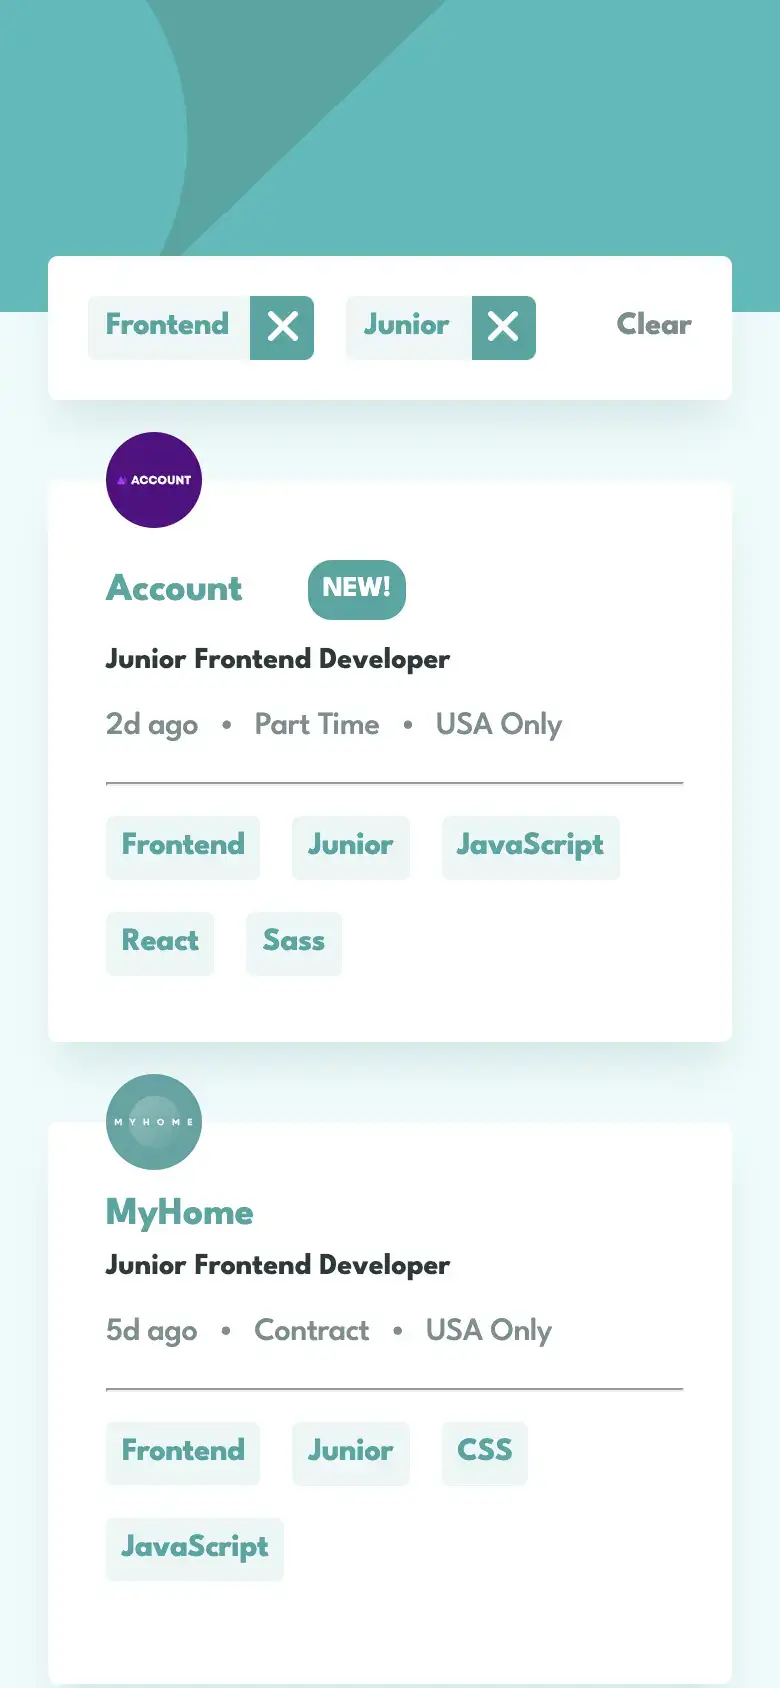 Frontend Junior Clear
ACCOUNT
Account NEW!
Junior Frontend Developer
2d ago • Part Time • USA Only
Frontend Junior JavaScript
React Sass
MYHOME
MyHome
Junior Frontend Developer
5d ago • Contract • USA Only
Frontend Junior CSS
JavaScript